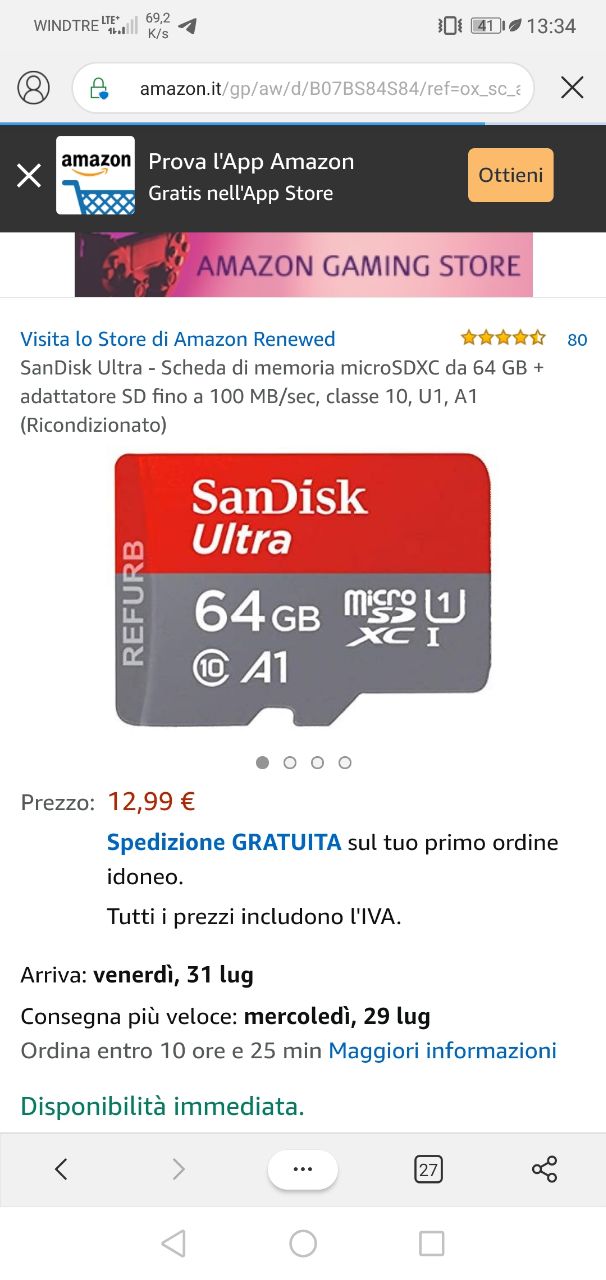 WINDTRE LTE+ 69,2 K/s 41 13:34
amazon.it/gp/aw/d/B07BS84S84/ref=ox_sc_a
amazon
Prova l'App Amazon
Gratis nell'App Store
Ottieni
AMAZON GAMING STORE
Visita lo Store di Amazon Renewed 80
SanDisk Ultra - Scheda di memoria microSDXC da 64 GB +
adattatore SD fino a 100 MB/sec, classe 10, U1, A1
(Ricondizionato)
REFURB
SanDisk
Ultra
64GB micro SD XC I U1
10 A1
Prezzo: 12,99 €
Spedizione GRATUITA sul tuo primo ordine
idoneo.
Tutti i prezzi includono l'IVA.
Arriva: venerdì, 31 lug
Consegna più veloce: mercoledì, 29 lug
Ordina entro 10 ore e 25 min Maggiori informazioni
Disponibilità immediata.
27